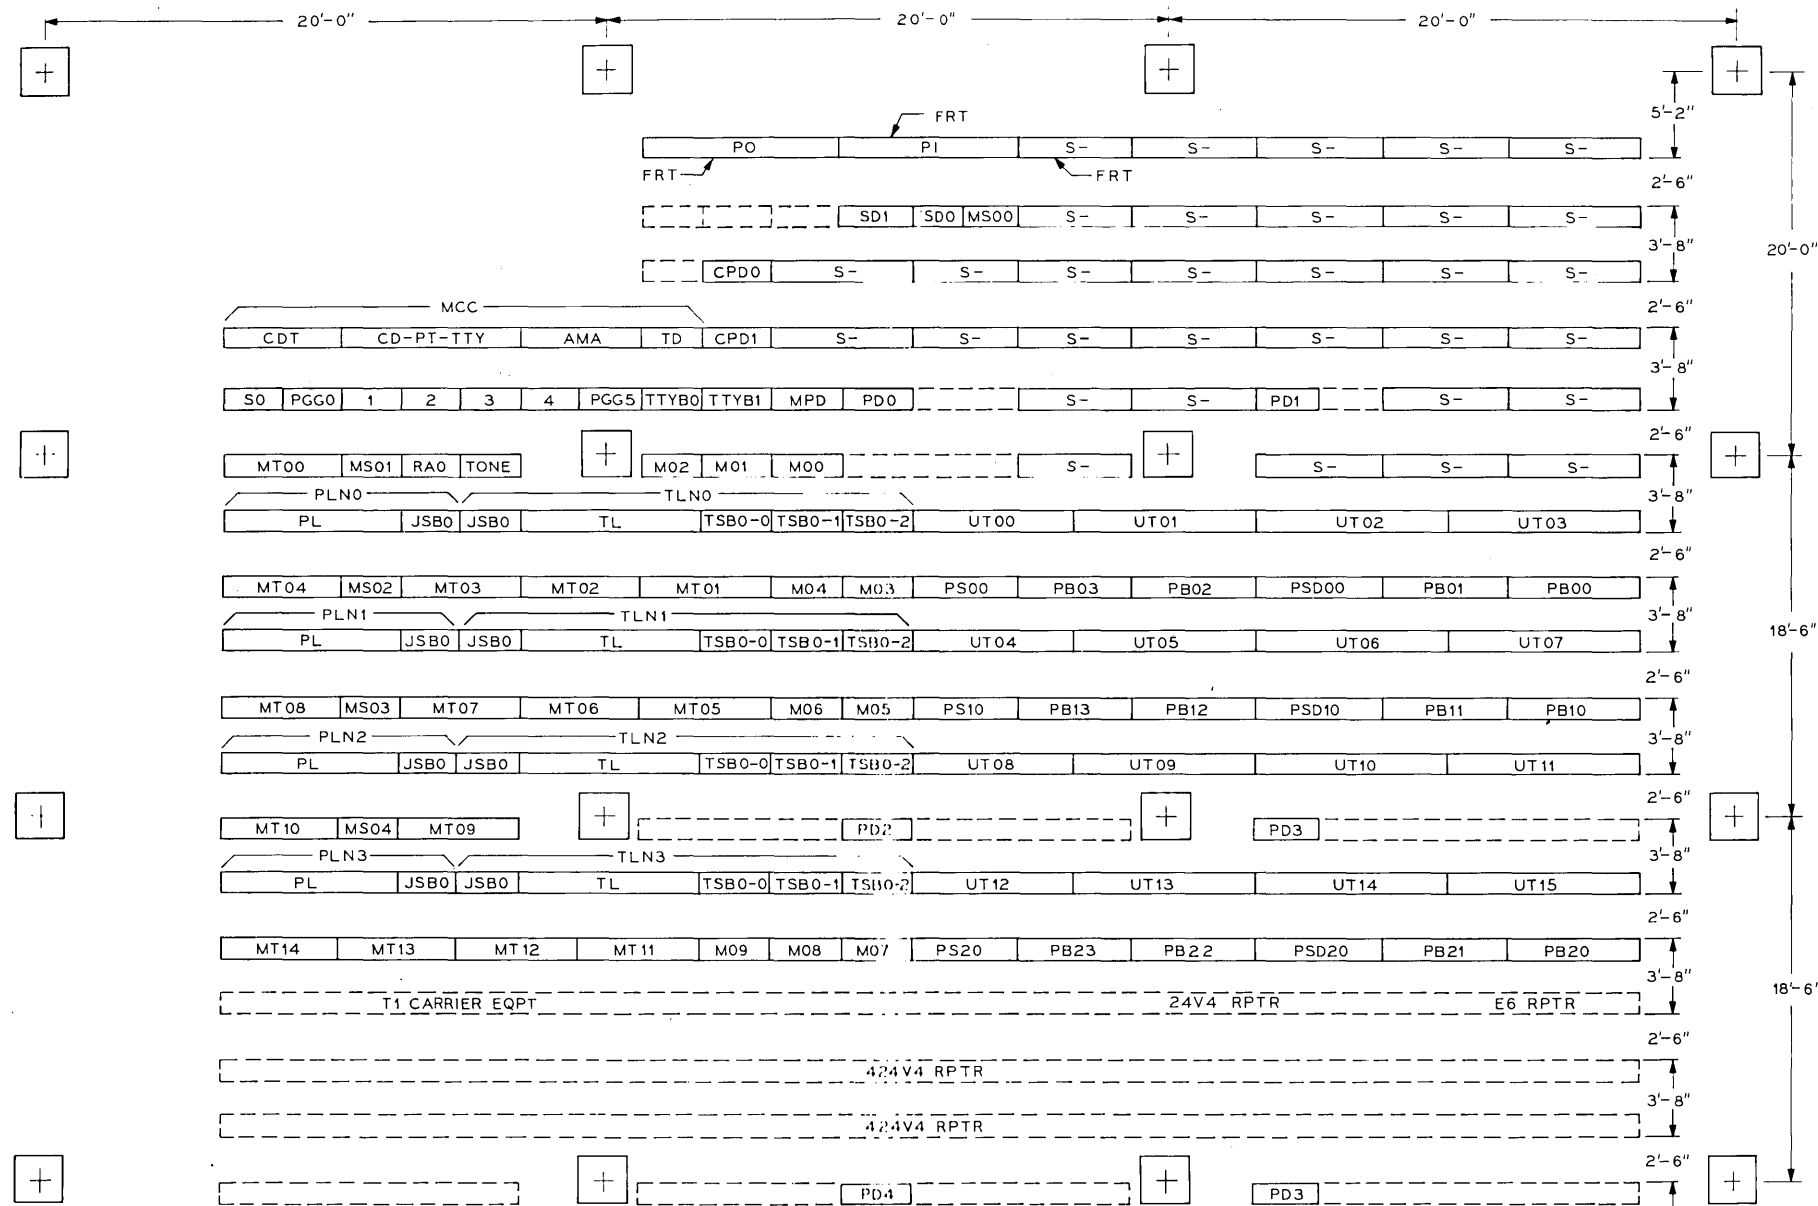 20'-0" 20'-0" 20'-0"
5'-2"
FRT
P0 P1 S- S- S- S- S-
FRT FRT
2'-6"
SD1 SD0 MS00 S- S- S- S- S-
3'-8"
20'-0"
CPD0 S- S- S- S- S- S- S-
MCC
2'-6"
CDT CD-PT-TTY AMA TD CPD1 S- S- S- S- S- S- S-
3'-8"
S0 PGG0 1 2 3 4 PGG5 TTYB0 TTYB1 MPD PD0 S- S- PD1 S- S-
2'-6"
MT00 MS01 RA0 TONE M02 M01 M00 S- S- S- S-
PLN0 TLN0
3'-8"
PL JSB0 JSB0 TL TSB0-0 TSB0-1 TSB0-2 UT00 UT01 UT02 UT03
2'-6"
MT04 MS02 MT03 MT02 MT01 M04 M03 PS00 PB03 PB02 PSD00 PB01 PB00
PLN1 TLN1
3'-8"
18'-6"
PL JSB0 JSB0 TL TSB0-0 TSB0-1 TSB0-2 UT04 UT05 UT06 UT07
2'-6"
MT08 MS03 MT07 MT06 MT05 M06 M05 PS10 PB13 PB12 PSD10 PB11 PB10
PLN2 TLN2
3'-8"
PL JSB0 JSB0 TL TSB0-0 TSB0-1 TSB0-2 UT08 UT09 UT10 UT11
2'-6"
MT10 MS04 MT09 PD2 PD3
PLN3 TLN3
3'-8"
PL JSB0 JSB0 TL TSB0-0 TSB0-1 TSB0-2 UT12 UT13 UT14 UT15
2'-6"
MT14 MT13 MT12 MT11 M09 M08 M07 PS20 PB23 PB22 PSD20 PB21 PB20
3'-8"
18'-6"
T1 CARRIER EQPT 24V4 RPTR E6 RPTR
2'-6"
424V4 RPTR
3'-8"
424V4 RPTR
2'-6"
PD4 PD3